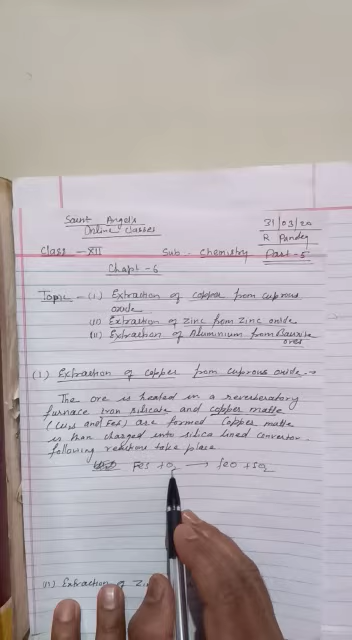 Saint Angels
Online classes
31/03/20
R Pandey
Class - XII Sub - Chemistry Part - 5
Chapt - 6
Topic - (i) Extraction of copper from cuprous
oxide.
(ii) Extraction of zinc from zinc oxide
(iii) Extraction of Aluminium from Bauxite
ores
(i) Extraction of copper from cuprous oxide →
The ore is heated in a reverberatory
furnace iron silicate and copper matte
(Cu₂S and FeS) are formed Copper matte
is than charged into silica lined convertor.
following reaction take place
FeS + O₂ → FeO + SO₂
(ii) Extraction of Zin